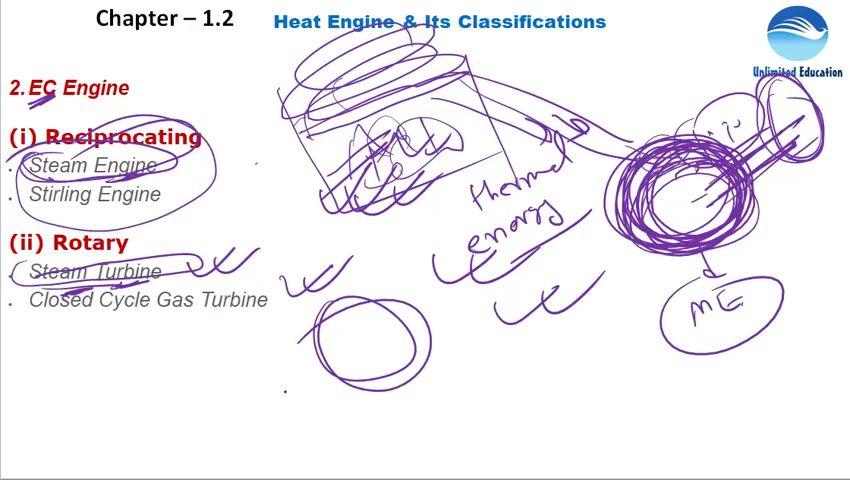 Chapter – 1.2
Heat Engine & Its Classifications
Unlimited Education
2. EC Engine
(i) Reciprocating
. Steam Engine
. Stirling Engine
(ii) Rotary
. Steam Turbine
. Closed Cycle Gas Turbine
thermal
energy
ME